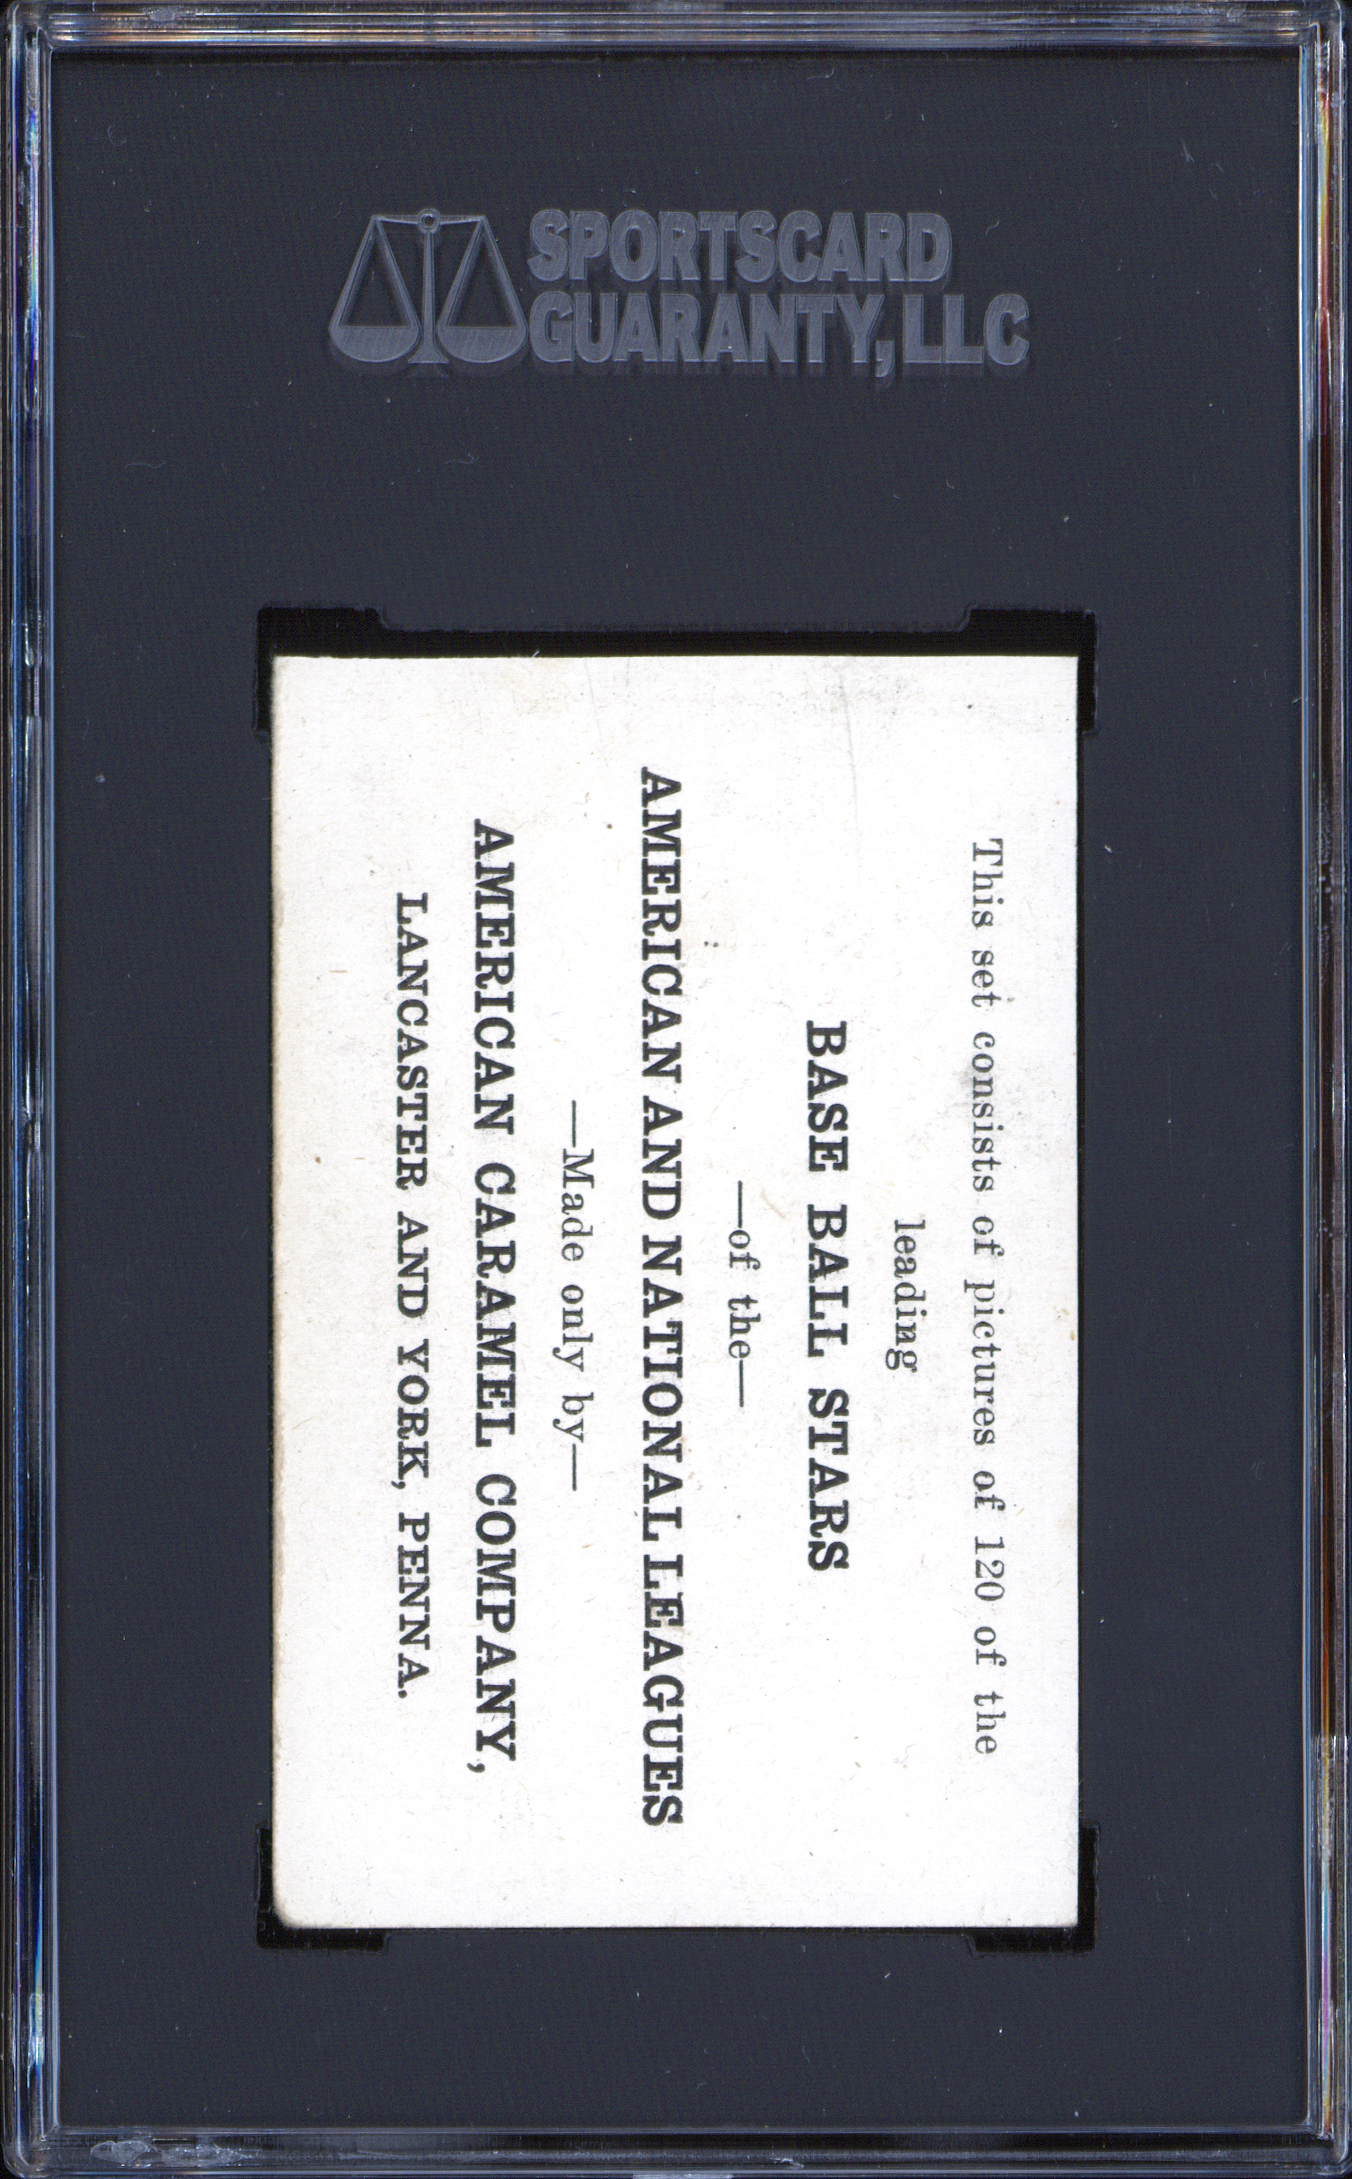 SPORTSCARD
GUARANTY, LLC
This set consists of pictures of 120 of the
leading
BASE BALL STARS
—of the—
AMERICAN AND NATIONAL LEAGUES
—Made only by—
AMERICAN CARAMEL COMPANY,
LANCASTER AND YORK, PENNA.